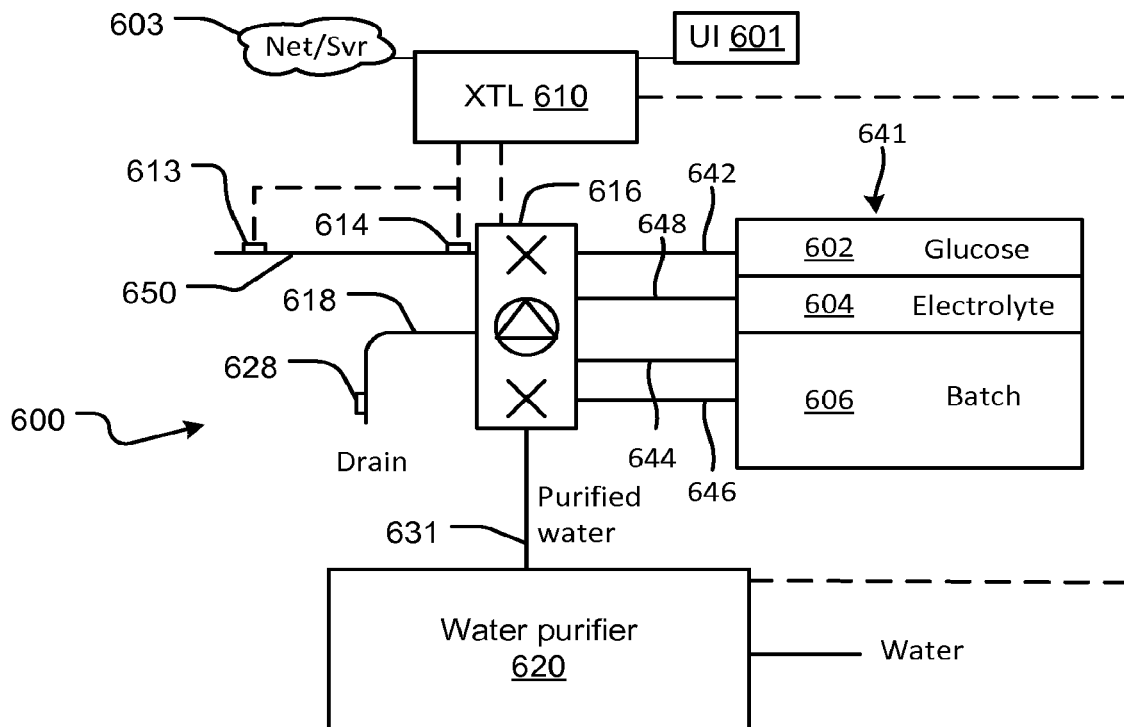 603
Net/Svr
UI 601
XTL 610
613
614
616
642
641
648
602 Glucose
650
618
604 Electrolyte
628
606 Batch
600
Drain
644
646
Purified
water
631
Water purifier
620
Water